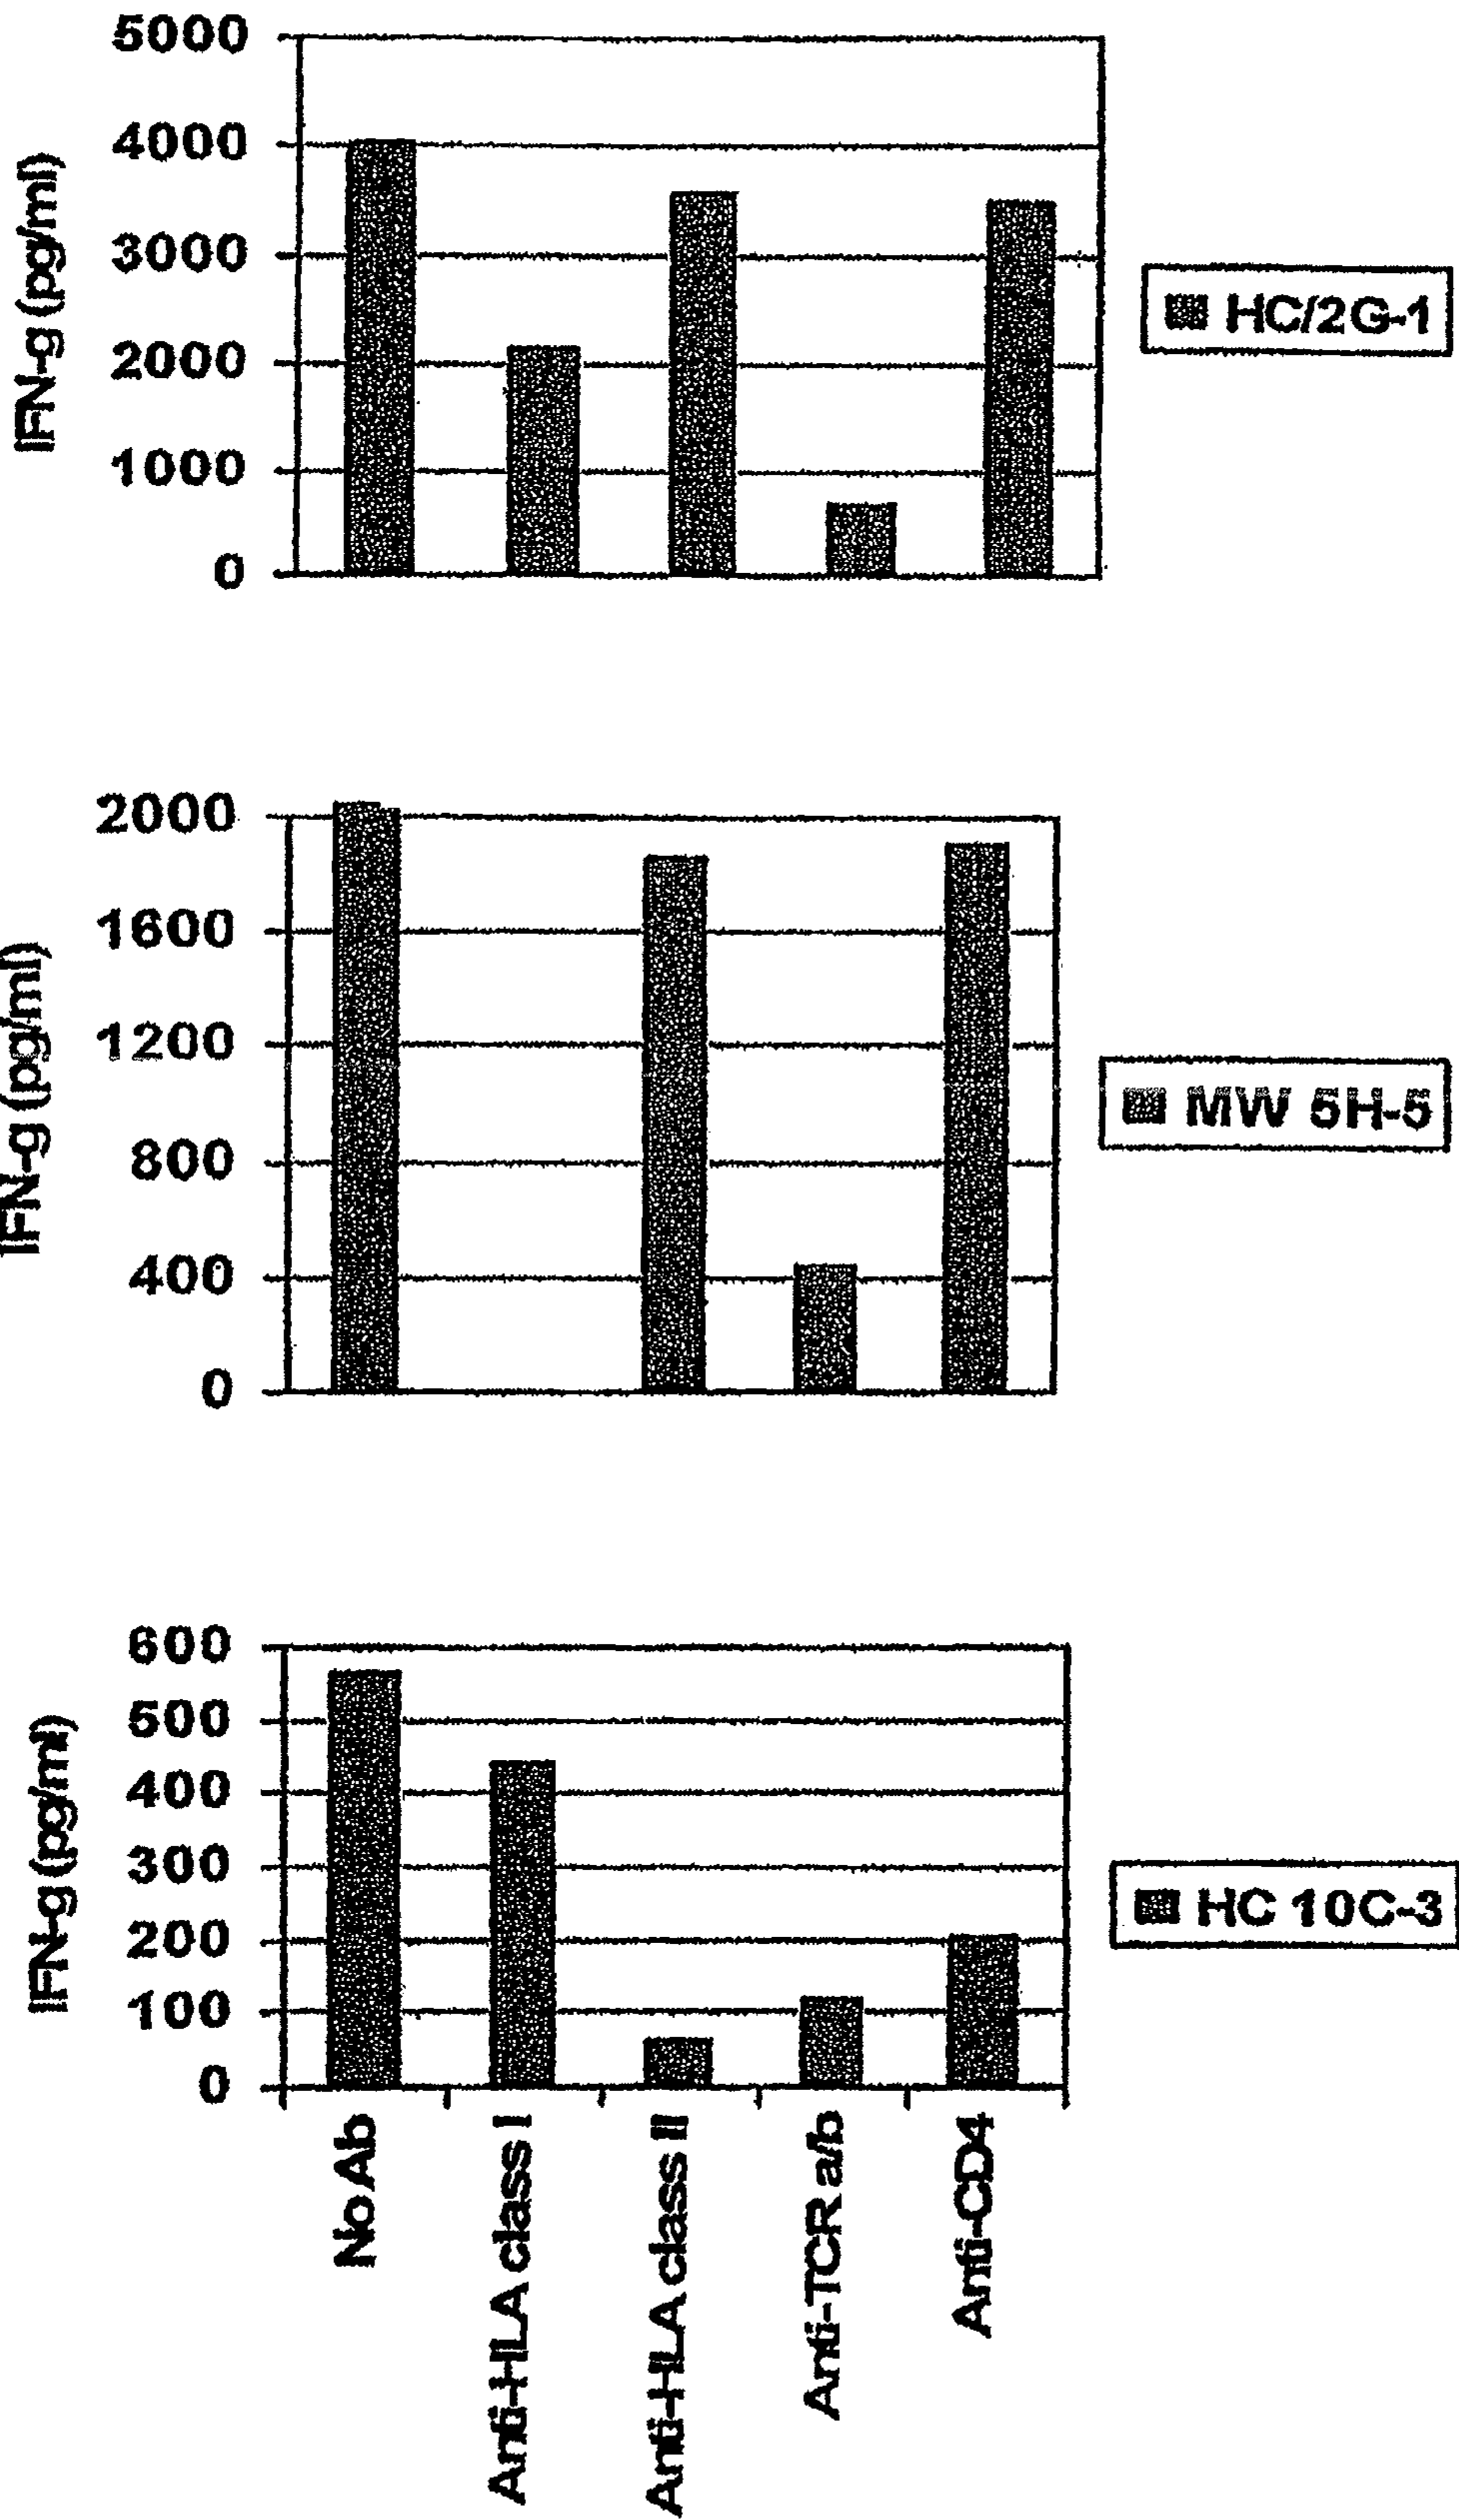 5000
4000
3000
2000
1000
0
IFN-g (pg/ml)
HC/2G-1
2000
1600
1200
800
400
0
IFN-g (pg/ml)
MW 5H-5
600
500
400
300
200
100
0
IFN-g (pg/ml)
HC 10C-3
No Ab
Anti-HLA class I
Anti-HLA class II
Anti-TCR a/b
Anti-CD4